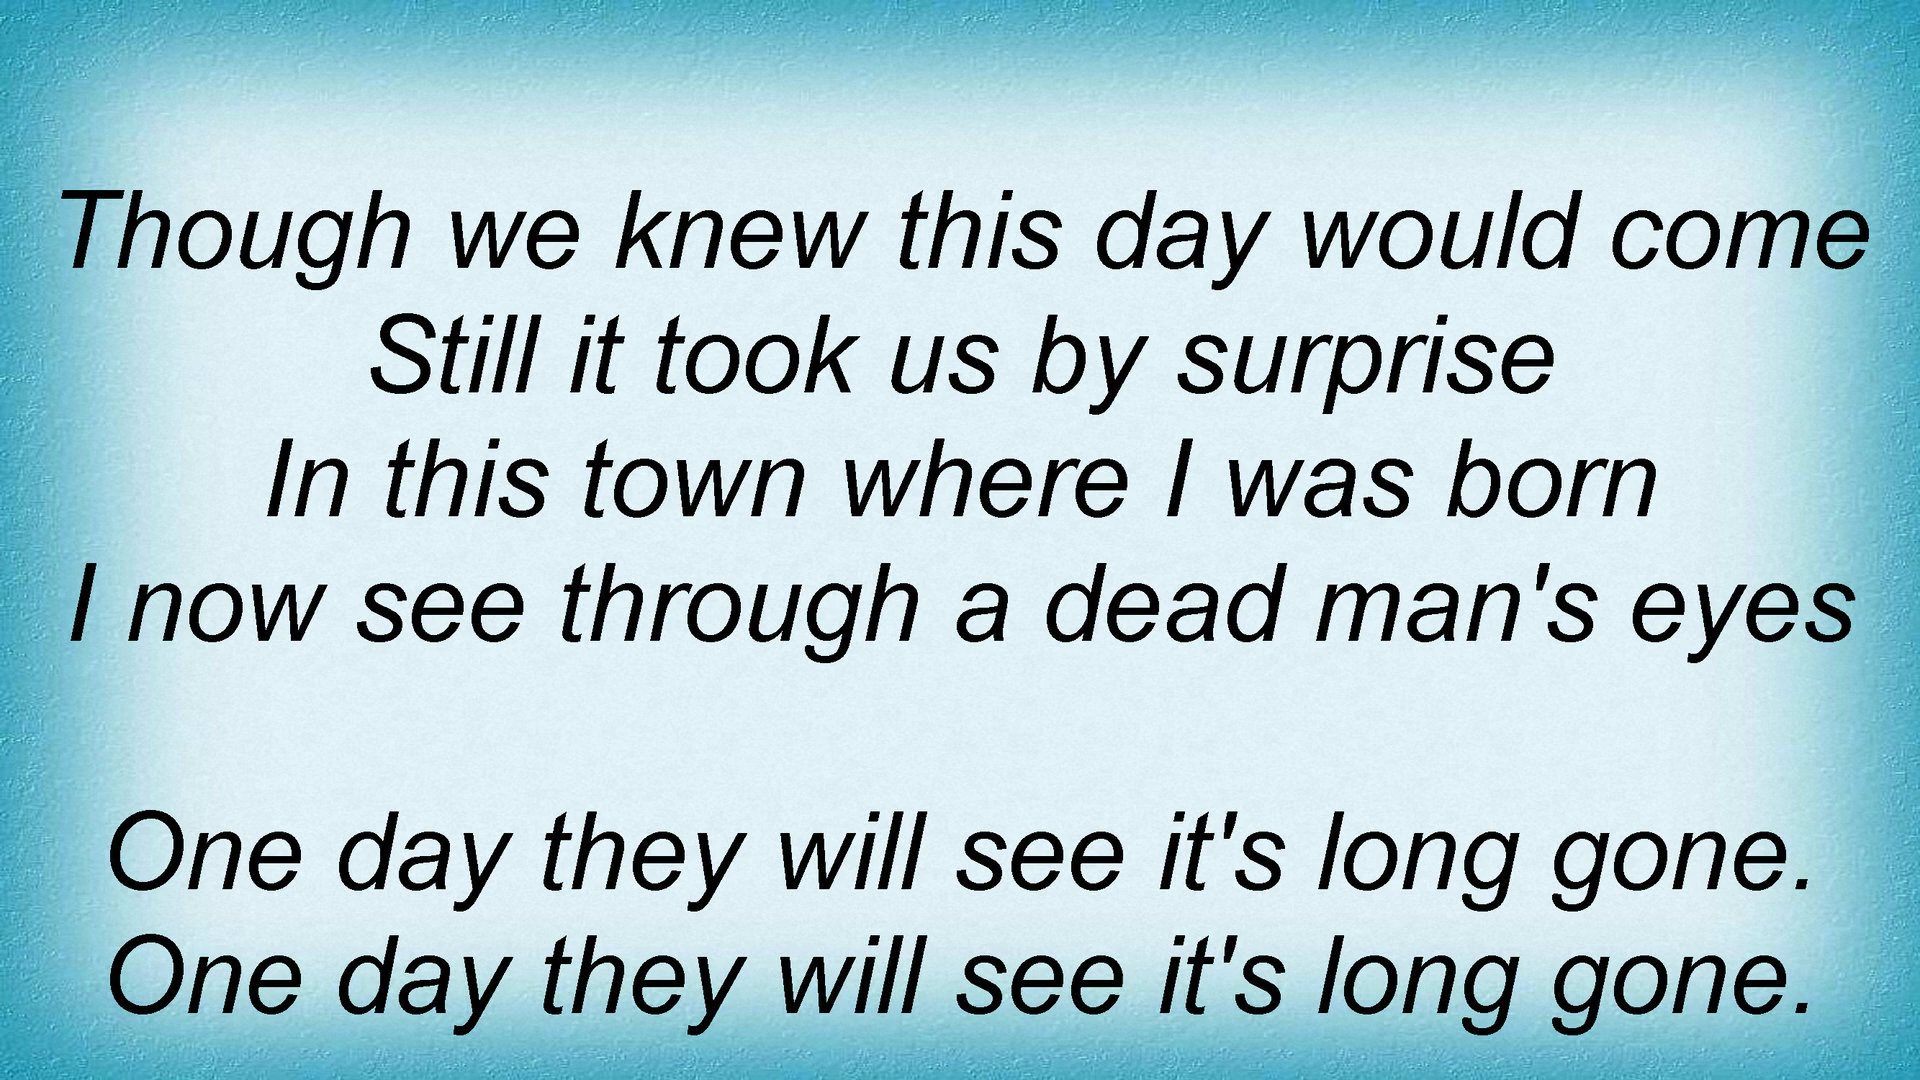 Though we knew this day would come
Still it took us by surprise
In this town where I was born
I now see through a dead man's eyes
One day they will see it's long gone.
One day they will see it's long gone.